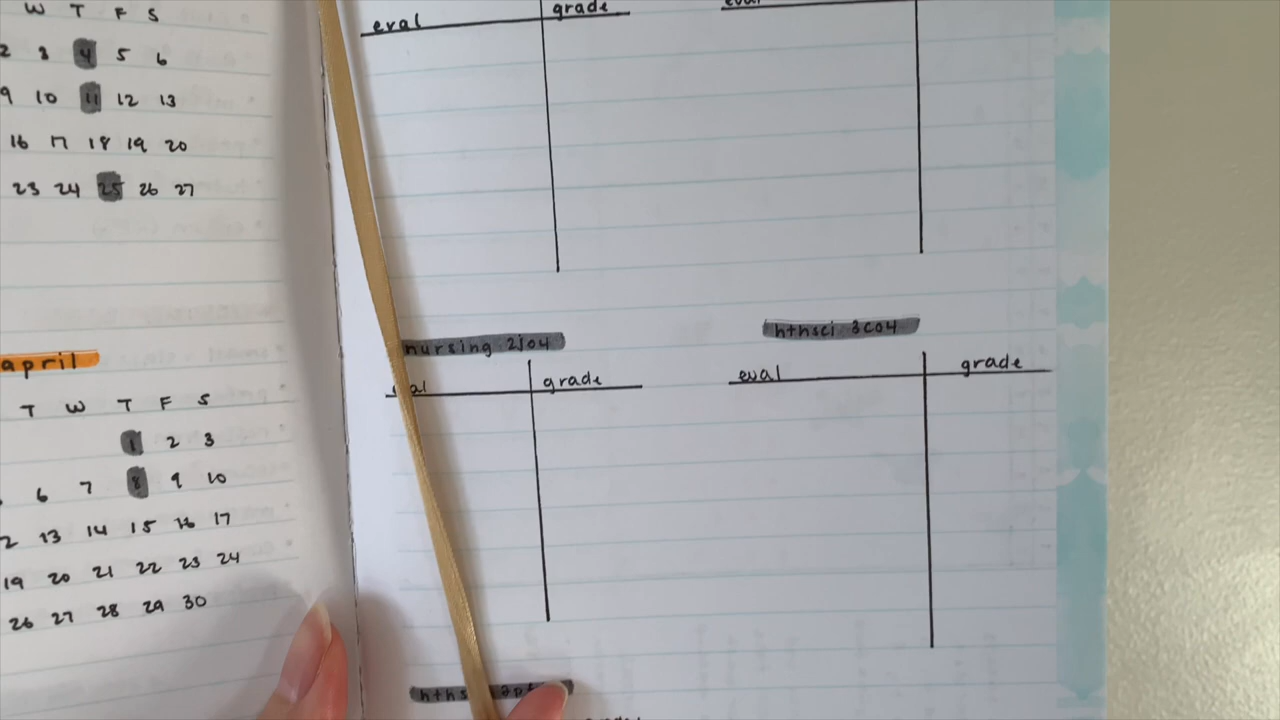 W T F S
2 3 4 5 6
9 10 11 12 13
16 17 18 19 20
23 24 25 26 27
april
T W T F S
1 2 3
6 7 8 9 10
13 14 15 16 17
19 20 21 22 23 24
26 27 28 29 30
eval grade
eval
nursing 2j04
grade
hthsci 3c04
eval grade
grade